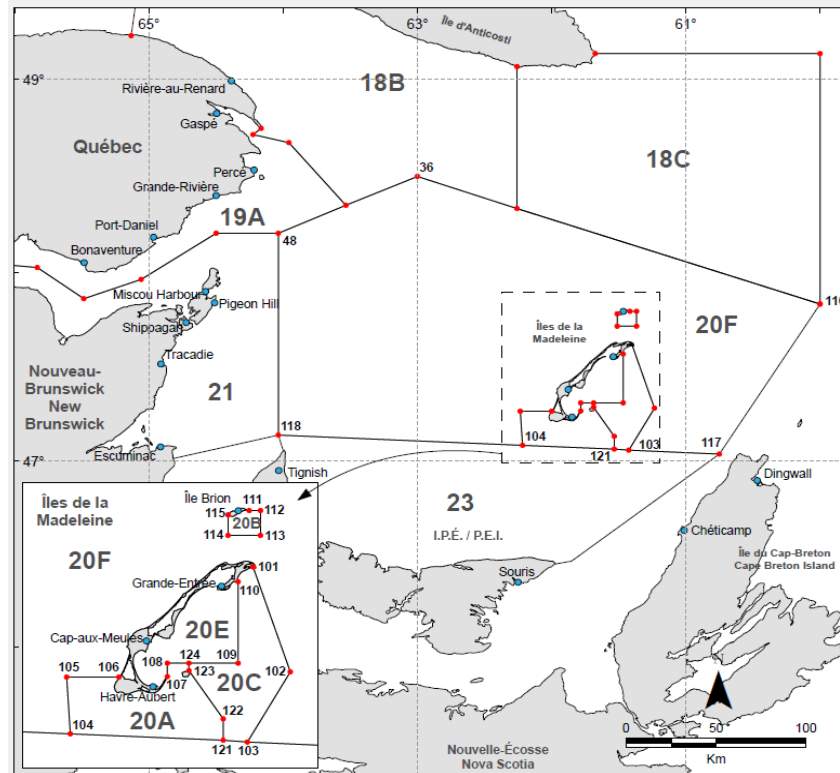 65°
63°
61°
Île d'Anticosti
49°
18B
Rivière-au-Renard
Gaspé
Québec
18C
Percé
36
Grande-Rivière
19A
Port-Daniel
48
Bonaventure
Miscou Harbour
Pigeon Hill
20F
Îles de la
Madeleine
Shippagan
Tracadie
Nouveau-
Brunswick
New
Brunswick
21
118
104
121
103
117
47°
Escuminac
Tignish
Dingwall
23
I.P.É / P.E.I.
Chéticamp
Île du Cap-Breton
Cape Breton Island
Souris
Îles de la
Madeleine
Île Brion
111
112
115
20B
114
113
20F
101
Grande-Entrée
110
20E
Cap-aux-Meules
124
108
109
105
106
123
102
107
20C
Havre-Aubert
20A
122
104
121
103
0
50
100
Km
Nouvelle-Écosse
Nova Scotia